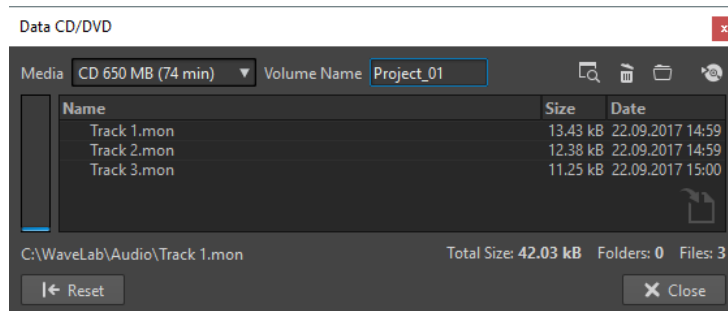 Data CD/DVD
x
Media CD 650 MB (74 min) Volume Name Project_01
Name Size Date
Track 1.mon 13.43 kB 22.09.2017 14:59
Track 2.mon 12.38 kB 22.09.2017 14:59
Track 3.mon 11.25 kB 22.09.2017 15:00
C:\WaveLab\Audio\Track 1.mon Total Size: 42.03 kB Folders: 0 Files: 3
Reset Close